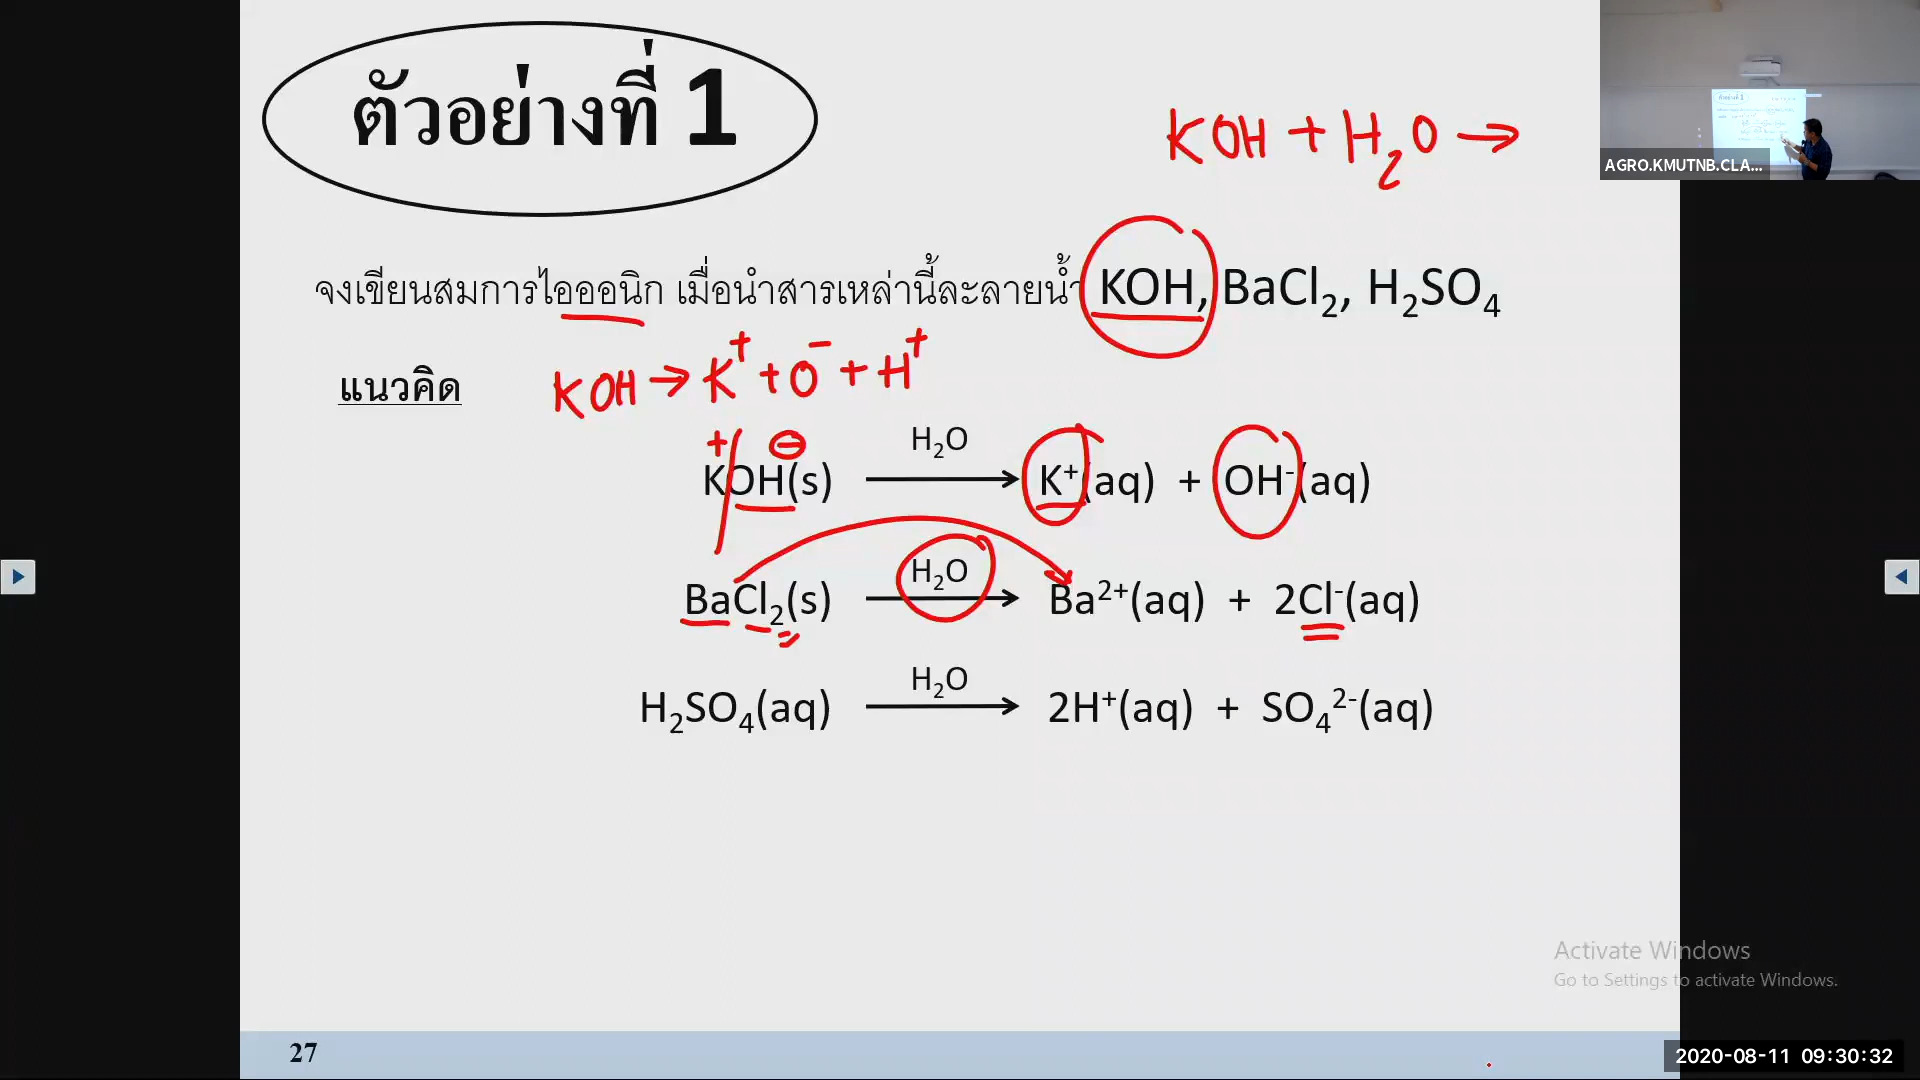 ตัวอย่างที่ 1
KOH + H₂O →
AGRO.KMUTNB.CLA...
จงเขียนสมการไอออนิก เมื่อนำสารเหล่านี้ละลายน้ำ KOH, BaCl₂, H₂SO₄
แนวคิด
KOH → K⁺ + O⁻ + H⁺
+ ⊖
H₂O
KOH(s) ⟶ K⁺(aq) + OH⁻(aq)
H₂O
BaCl₂(s) ⟶ Ba²⁺(aq) + 2Cl⁻(aq)
H₂O
H₂SO₄(aq) ⟶ 2H⁺(aq) + SO₄²⁻(aq)
Activate Windows
Go to Settings to activate Windows.
27
2020-08-11 09:30:32